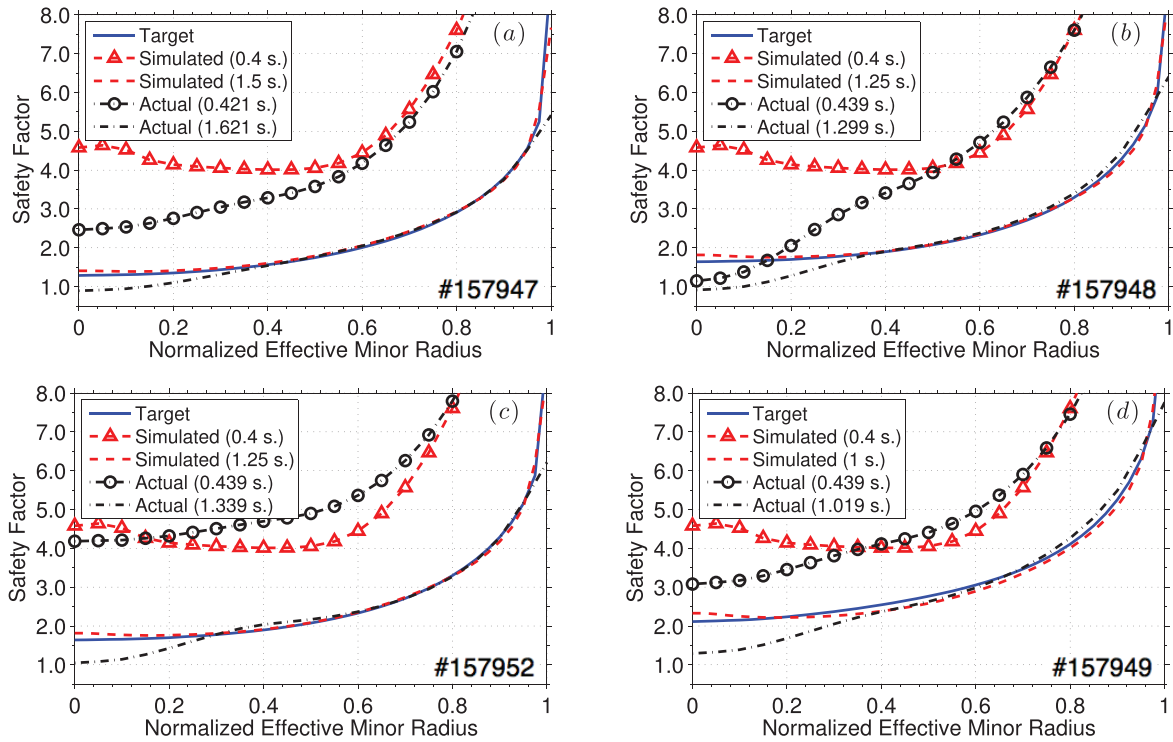 Target
Simulated (0.4 s.)
Simulated (1.5 s.)
Actual (0.421 s.)
Actual (1.621 s.)
(a)
8.0
7.0
6.0
5.0
4.0
3.0
2.0
1.0
Safety Factor
#157947
0 0.2 0.4 0.6 0.8 1
Normalized Effective Minor Radius
Target
Simulated (0.4 s.)
Simulated (1.25 s.)
Actual (0.439 s.)
Actual (1.299 s.)
(b)
8.0
7.0
6.0
5.0
4.0
3.0
2.0
1.0
Safety Factor
#157948
0 0.2 0.4 0.6 0.8 1
Normalized Effective Minor Radius
Target
Simulated (0.4 s.)
Simulated (1.25 s.)
Actual (0.439 s.)
Actual (1.339 s.)
(c)
8.0
7.0
6.0
5.0
4.0
3.0
2.0
1.0
Safety Factor
#157952
0 0.2 0.4 0.6 0.8 1
Normalized Effective Minor Radius
Target
Simulated (0.4 s.)
Simulated (1 s.)
Actual (0.439 s.)
Actual (1.019 s.)
(d)
8.0
7.0
6.0
5.0
4.0
3.0
2.0
1.0
Safety Factor
#157949
0 0.2 0.4 0.6 0.8 1
Normalized Effective Minor Radius